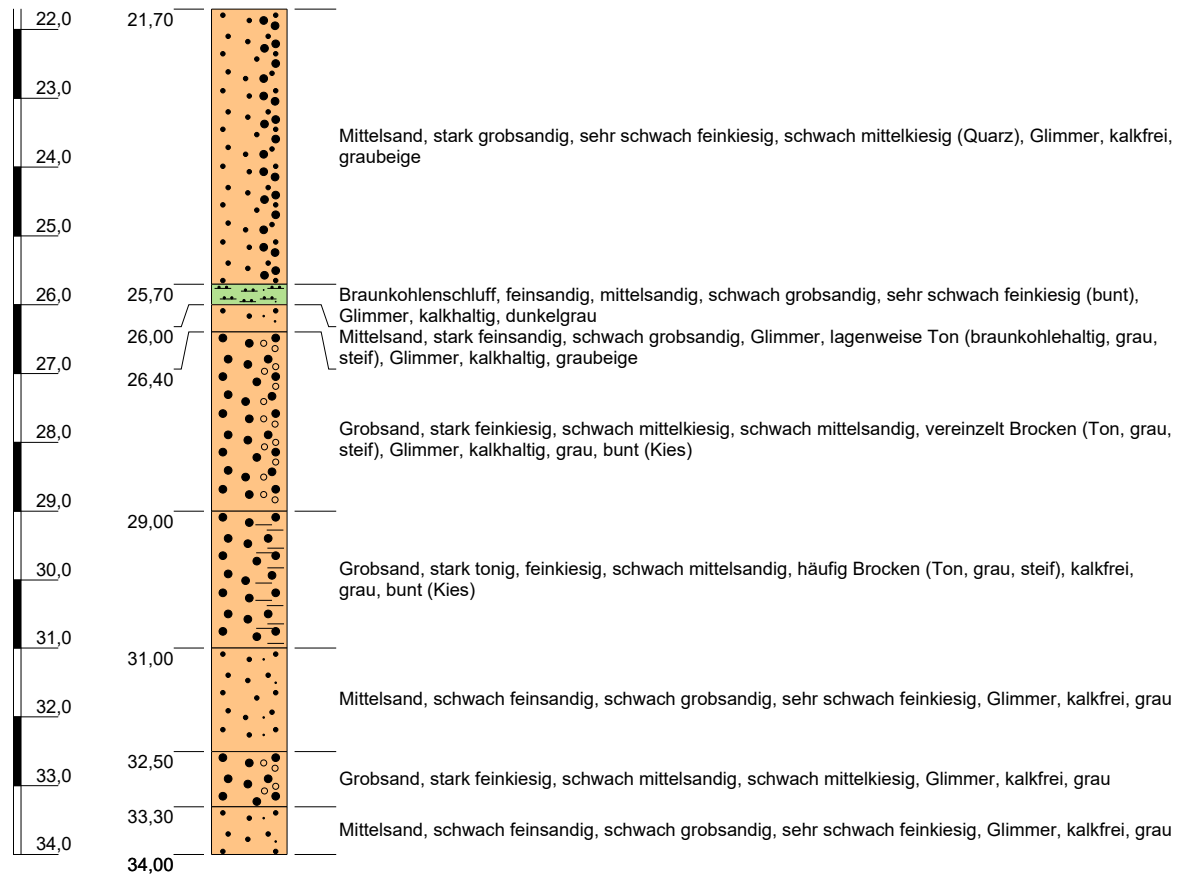 22,0
21,70
23,0
Mittelsand, stark grobsandig, sehr schwach feinkiesig, schwach mittelkiesig (Quarz), Glimmer, kalkfrei,
graubeige
24,0
25,0
26,0
25,70
Braunkohlenschluff, feinsandig, mittelsandig, schwach grobsandig, sehr schwach feinkiesig (bunt),
Glimmer, kalkhaltig, dunkelgrau
26,00
Mittelsand, stark feinsandig, schwach grobsandig, Glimmer, lagenweise Ton (braunkohlehaltig, grau,
steif), Glimmer, kalkhaltig, graubeige
27,0
26,40
Grobsand, stark feinkiesig, schwach mittelkiesig, schwach mittelsandig, vereinzelt Brocken (Ton, grau,
steif), Glimmer, kalkhaltig, grau, bunt (Kies)
28,0
29,0
29,00
Grobsand, stark tonig, feinkiesig, schwach mittelsandig, häufig Brocken (Ton, grau, steif), kalkfrei,
grau, bunt (Kies)
30,0
31,0
31,00
Mittelsand, schwach feinsandig, schwach grobsandig, sehr schwach feinkiesig, Glimmer, kalkfrei, grau
32,0
32,50
33,0
Grobsand, stark feinkiesig, schwach mittelsandig, schwach mittelkiesig, Glimmer, kalkfrei, grau
33,30
Mittelsand, schwach feinsandig, schwach grobsandig, sehr schwach feinkiesig, Glimmer, kalkfrei, grau
34,0
34,00